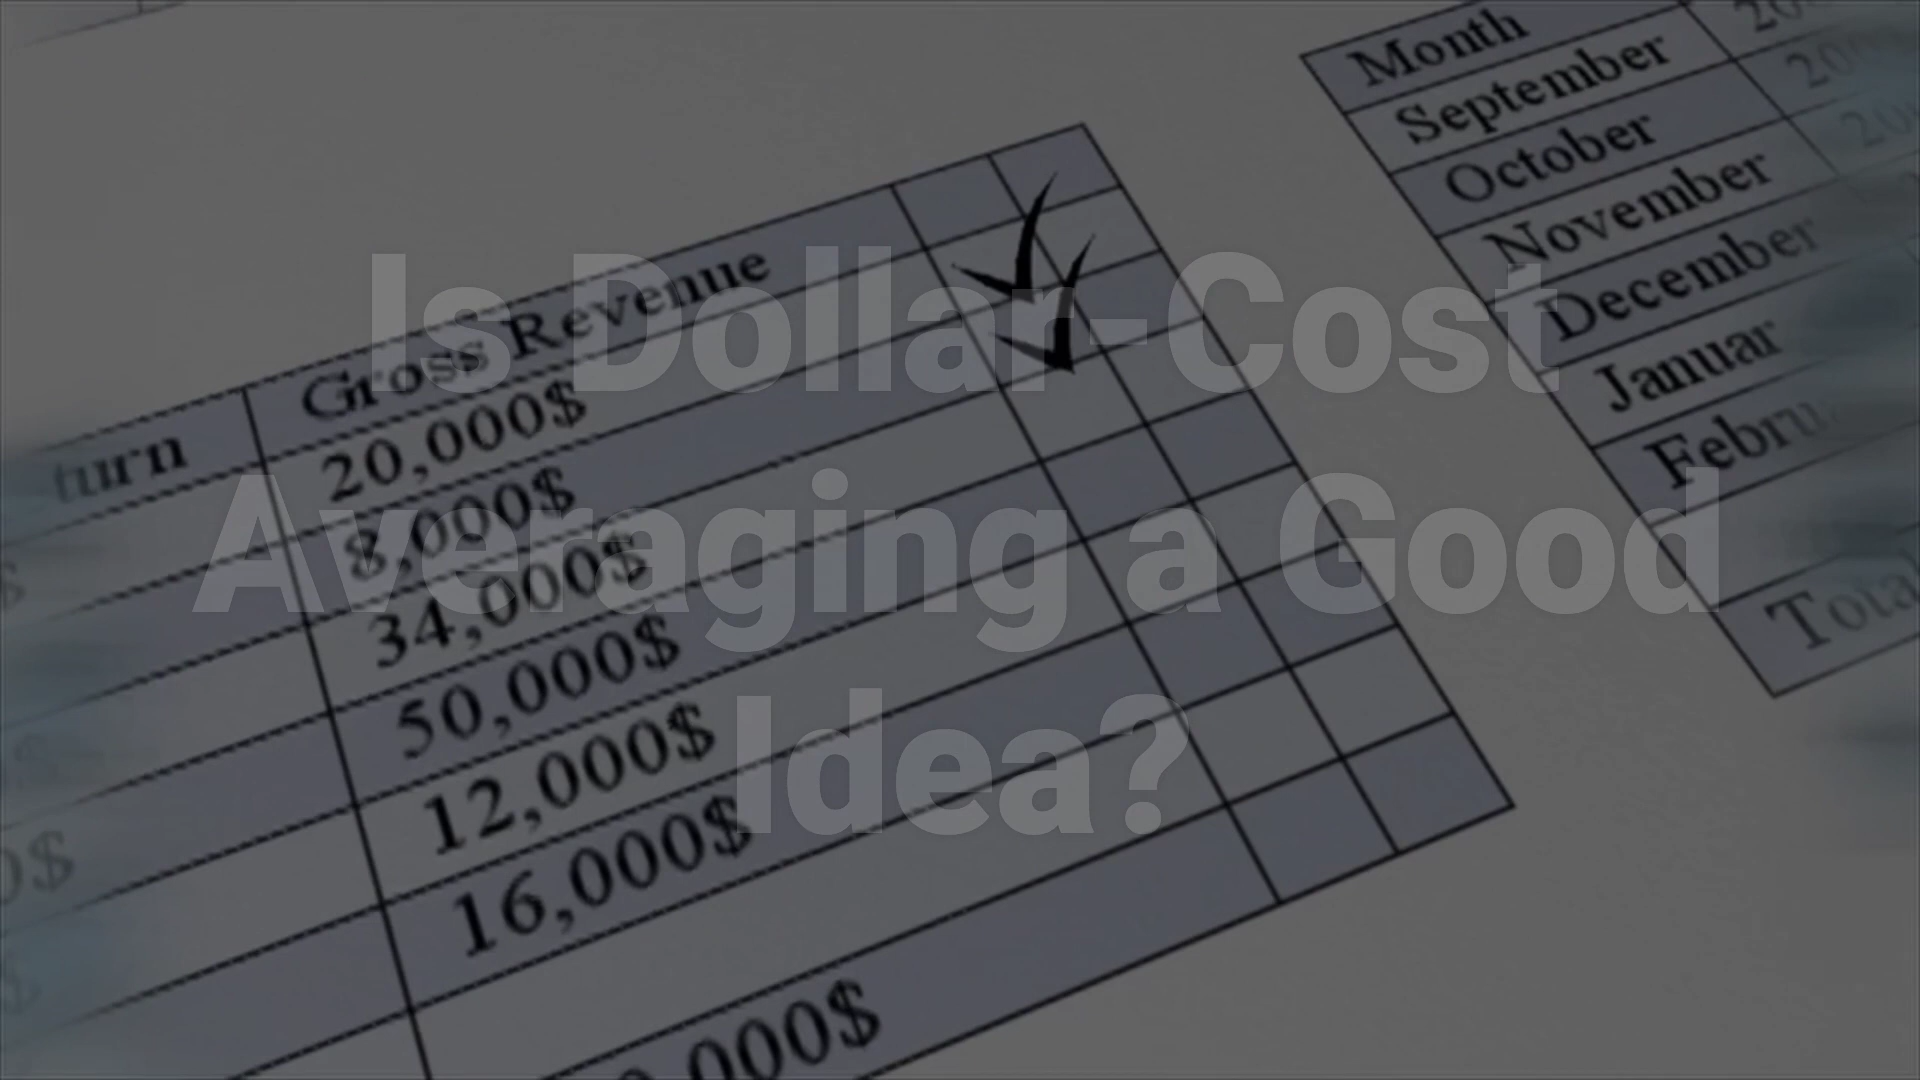 Is Dollar-Cost
Averaging a Good
Idea?
Gross Revenue
20,000$
8,000$
34,000$
50,000$
12,000$
16,000$
Month
September
October
November
December
Januar